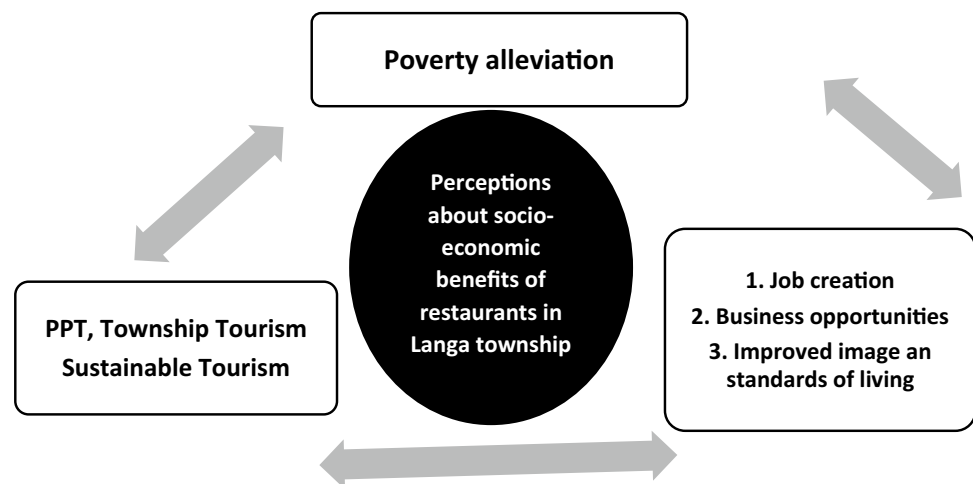 Poverty alleviation
Perceptions
about socio-
economic
benefits of
restaurants in
Langa township
PPT, Township Tourism
Sustainable Tourism
1. Job creation
2. Business opportunities
3. Improved image an
standards of living